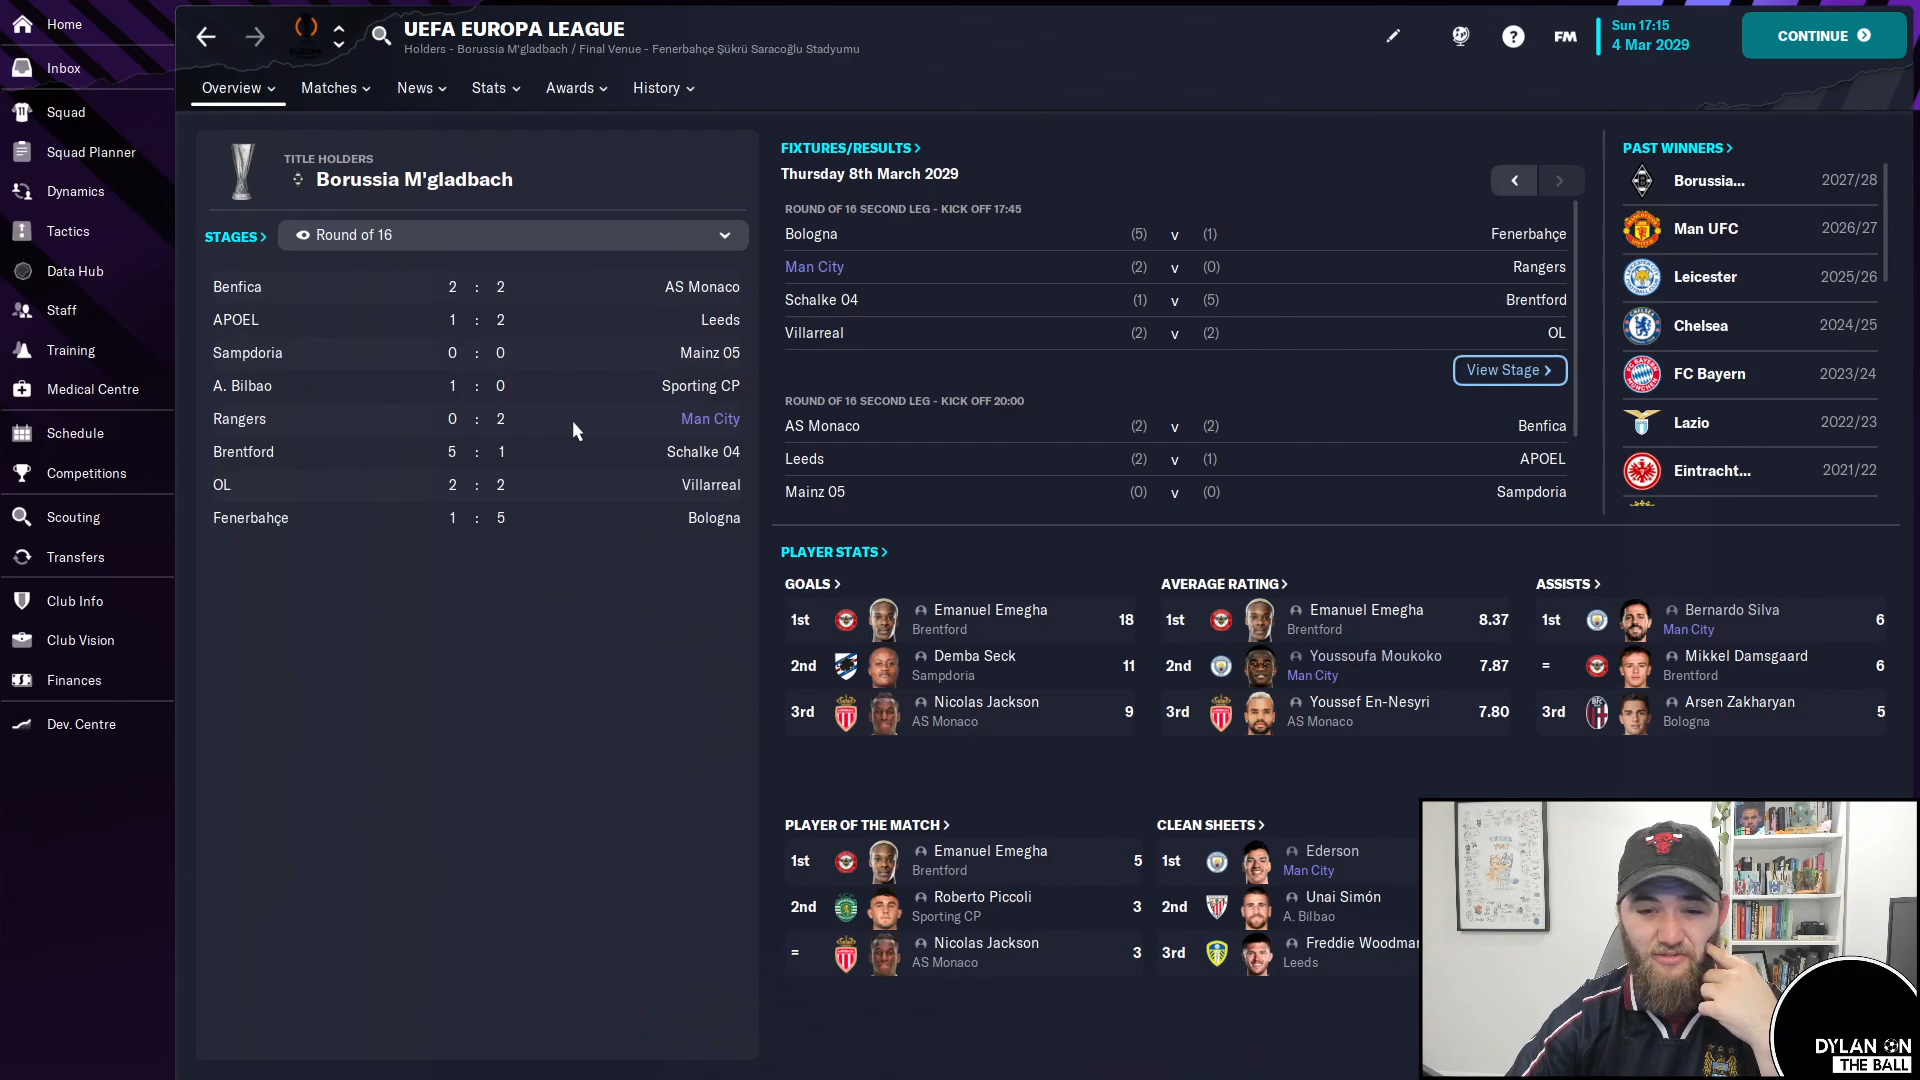 Home
Inbox
Squad
Squad Planner
Dynamics
Tactics
Data Hub
Staff
Training
Medical Centre
Schedule
Competitions
Scouting
Transfers
Club Info
Club Vision
Finances
Dev. Centre
UEFA EUROPA LEAGUE
Holders - Borussia M'gladbach / Final Venue - Fenerbahçe Şükrü Saracoğlu Stadyumu
FM
Sun 17:15
4 Mar 2029
CONTINUE
Overview Matches News Stats Awards History
TITLE HOLDERS
Borussia M'gladbach
STAGES > Round of 16
Benfica 2 : 2 AS Monaco
APOEL 1 : 2 Leeds
Sampdoria 0 : 0 Mainz 05
A. Bilbao 1 : 0 Sporting CP
Rangers 0 : 2 Man City
Brentford 5 : 1 Schalke 04
OL 2 : 2 Villarreal
Fenerbahçe 1 : 5 Bologna
FIXTURES/RESULTS >
Thursday 8th March 2029
ROUND OF 16 SECOND LEG - KICK OFF 17:45
Bologna (5) v (1) Fenerbahçe
Man City (2) v (0) Rangers
Schalke 04 (1) v (5) Brentford
Villarreal (2) v (2) OL
View Stage >
ROUND OF 16 SECOND LEG - KICK OFF 20:00
AS Monaco (2) v (2) Benfica
Leeds (2) v (1) APOEL
Mainz 05 (0) v (0) Sampdoria
PAST WINNERS >
Borussia... 2027/28
Man UFC 2026/27
Leicester 2025/26
Chelsea 2024/25
FC Bayern 2023/24
Lazio 2022/23
Eintracht... 2021/22
PLAYER STATS >
GOALS >
1st Emanuel Emegha 18
Brentford
2nd Demba Seck 11
Sampdoria
3rd Nicolas Jackson 9
AS Monaco
AVERAGE RATING >
1st Emanuel Emegha 8.37
Brentford
2nd Youssoufa Moukoko 7.87
Man City
3rd Youssef En-Nesyri 7.80
AS Monaco
ASSISTS >
1st Bernardo Silva 6
Man City
= Mikkel Damsgaard 6
Brentford
3rd Arsen Zakharyan 5
Bologna
PLAYER OF THE MATCH >
1st Emanuel Emegha 5
Brentford
2nd Roberto Piccoli 3
Sporting CP
= Nicolas Jackson 3
AS Monaco
CLEAN SHEETS >
1st Ederson
Man City
2nd Unai Simón
A. Bilbao
3rd Freddie Woodman
Leeds
DYLAN ON
THE BALL